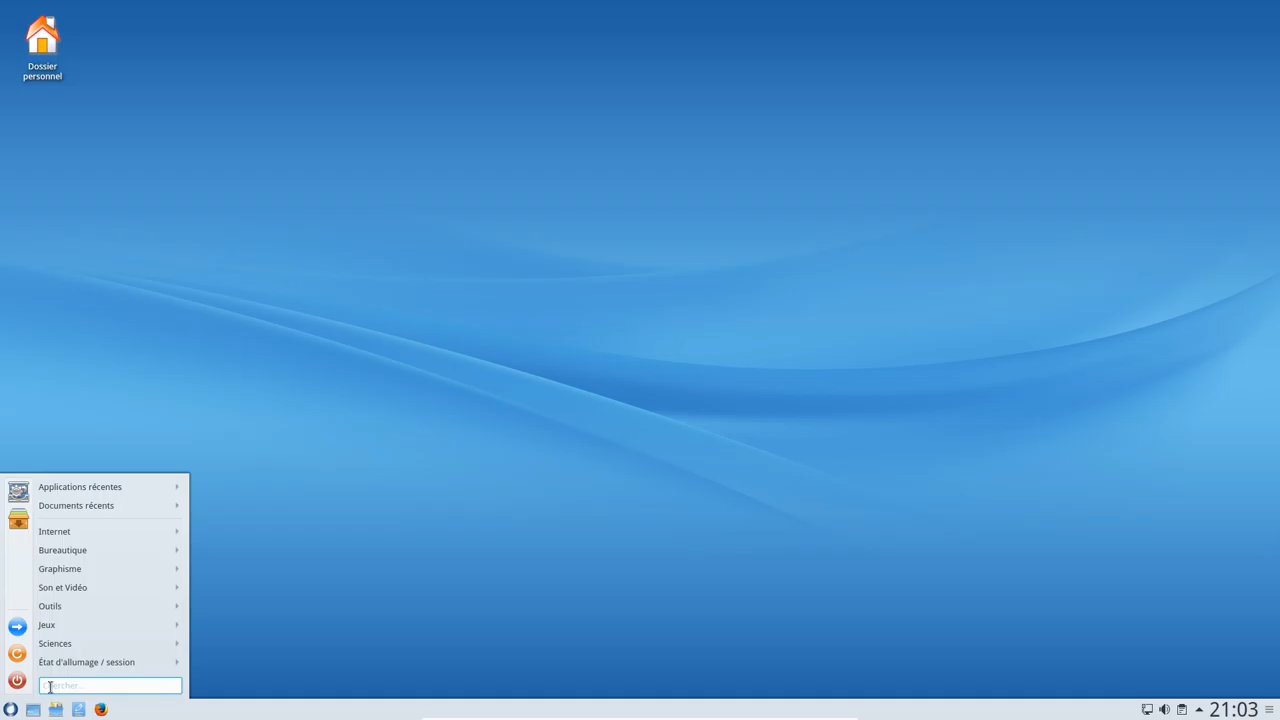 Dossier
personnel
Applications récentes
Documents récents
Internet
Bureautique
Graphisme
Son et Vidéo
Outils
Jeux
Sciences
État d'allumage / session
Chercher...
21:03